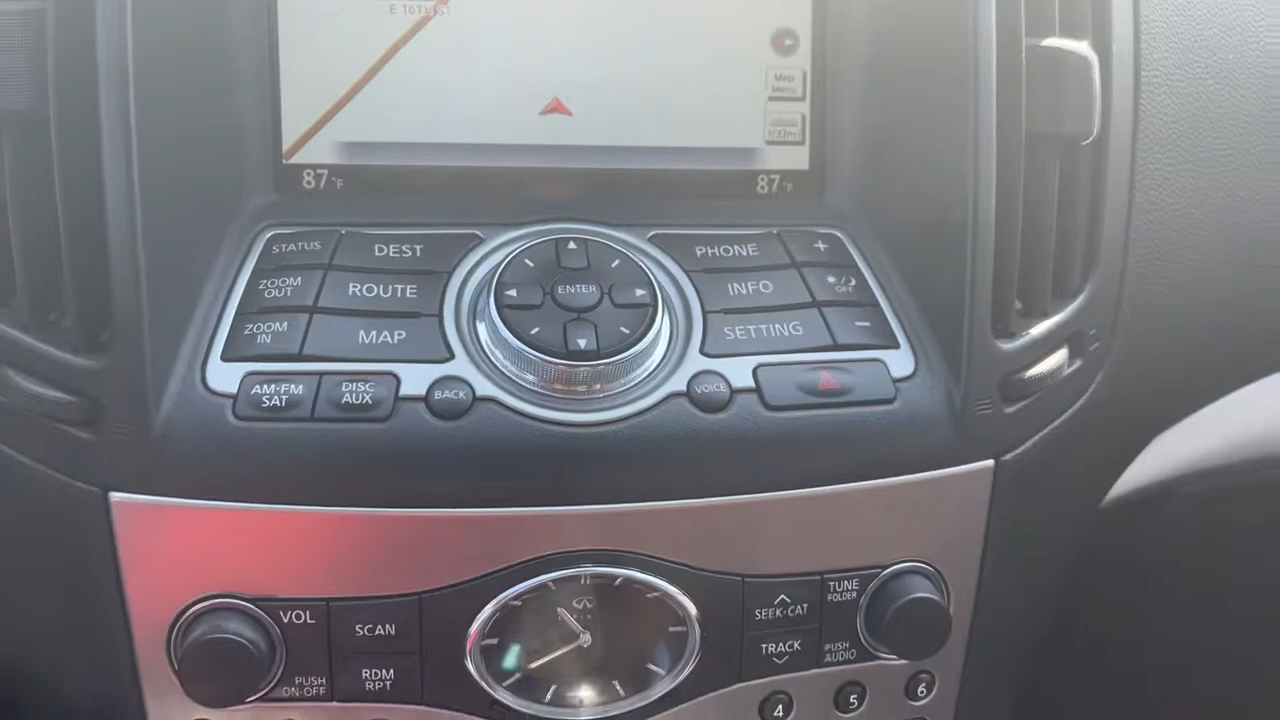 E 16TH ST
Map
Menu
1/32mi
87°F
87°F
STATUS
DEST
PHONE
+
ZOOM
OUT
ROUTE
ENTER
INFO
OFF
ZOOM
IN
MAP
SETTING
-
AM·FM
SAT
DISC
AUX
BACK
VOICE
VOL
SCAN
SEEK·CAT
TUNE
FOLDER
PUSH
ON·OFF
RDM
RPT
TRACK
PUSH
AUDIO
4
5
6